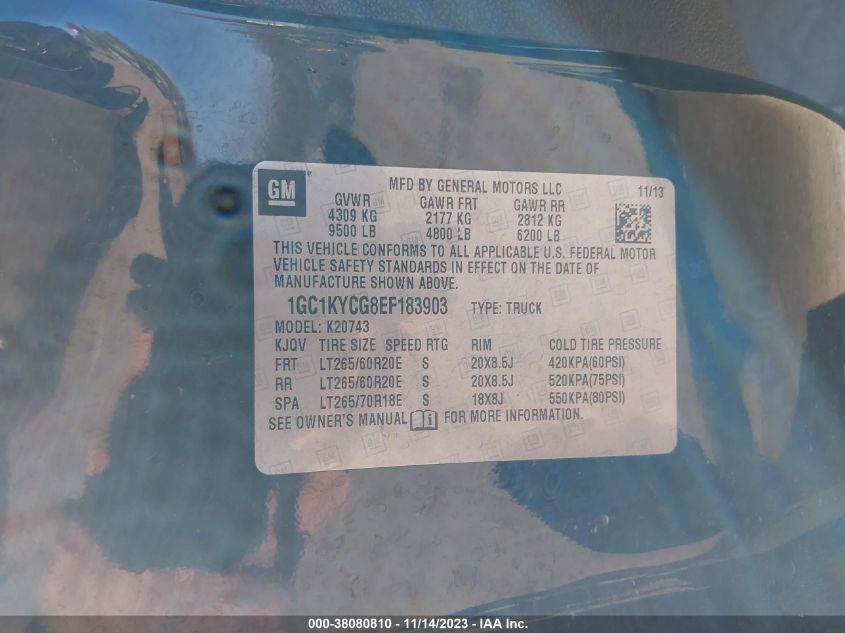 GM
MFD BY GENERAL MOTORS LLC
11/13
GVWR GAWR FRT GAWR RR
4309 KG 2177 KG 2812 KG
9500 LB 4800 LB 6200 LB
THIS VEHICLE CONFORMS TO ALL APPLICABLE U.S. FEDERAL MOTOR
VEHICLE SAFETY STANDARDS IN EFFECT ON THE DATE OF
MANUFACTURE SHOWN ABOVE.
1GC1KYCG8EF183903 TYPE: TRUCK
MODEL: K20743
KJQV TIRE SIZE SPEED RTG RIM COLD TIRE PRESSURE
FRT LT265/60R20E S 20X8.5J 420KPA(60PSI)
RR LT265/60R20E S 20X8.5J 520KPA(75PSI)
SPA LT265/70R18E S 18X8J 550KPA(80PSI)
SEE OWNER'S MANUAL i FOR MORE INFORMATION.
000-38080810 - 11/14/2023 - IAA Inc.